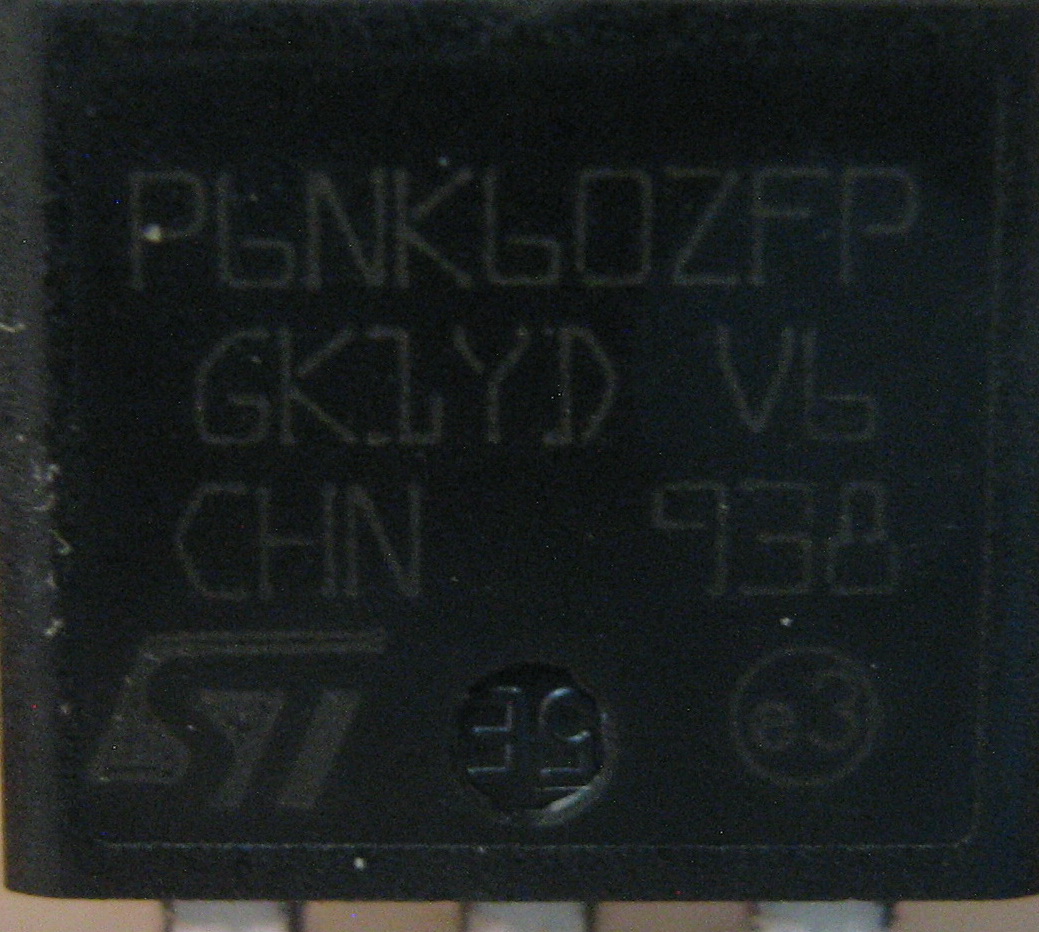 P6NK60ZFP
GK1YD V6
CHN 938
ST e3